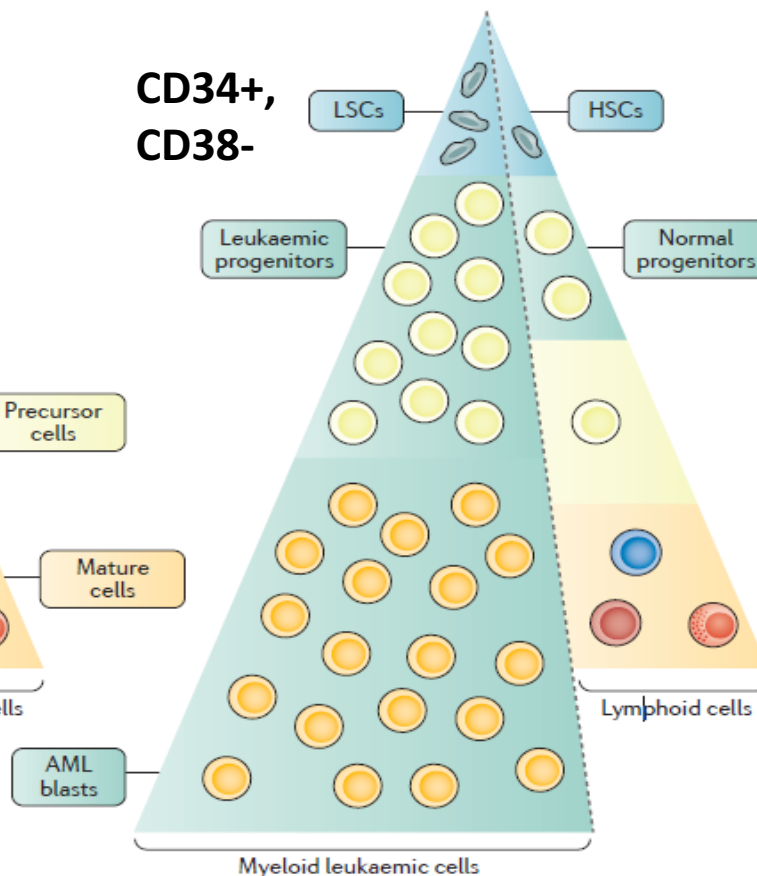 CD34+,
CD38-
LSCs
HSCs
Leukaemic
progenitors
Normal
progenitors
Precursor
cells
Mature
cells
Lymphoid cells
AML
blasts
Myeloid leukaemic cells